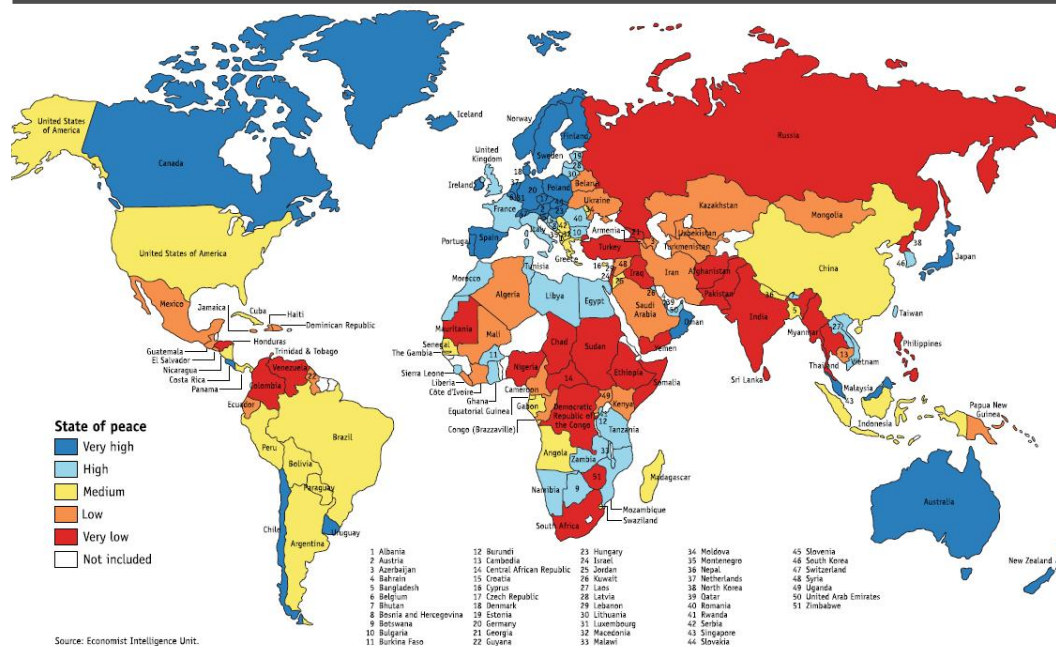 United States
of America
Canada
Iceland
Norway
Sweden
Finland
United
Kingdom
Ireland
France
Portugal
Spain
Italy
Poland
Belarus
Ukraine
Greece
Armenia
Turkey
Russia
Kazakhstan
Uzbekistan
Turkmenistan
Mongolia
China
Japan
Taiwan
Philippines
United States of America
Mexico
Jamaica
Cuba
Haiti
Dominican Republic
Honduras
Guatemala
El Salvador
Nicaragua
Costa Rica
Panama
Trinidad & Tobago
Venezuela
Colombia
Ecuador
Peru
Brazil
Bolivia
Paraguay
Chile
Uruguay
Argentina
Morocco
Tunisia
Algeria
Libya
Egypt
Mauritania
Mali
Senegal
The Gambia
Sierra Leone
Liberia
Côte d'Ivoire
Ghana
Equatorial Guinea
Congo (Brazzaville)
Nigeria
Cameroon
Gabon
Chad
Sudan
Ethiopia
Somalia
Kenya
Democratic
Republic of
the Congo
Tanzania
Angola
Zambia
Namibia
Madagascar
Mozambique
Swaziland
South Africa
Iraq
Iran
Saudi
Arabia
Yemen
Oman
Afghanistan
Pakistan
India
Sri Lanka
Myanmar
Thailand
Vietnam
Malaysia
Indonesia
Papua New
Guinea
Australia
New Zealand
State of peace
Very high
High
Medium
Low
Very low
Not included
1 Albania
2 Austria
3 Azerbaijan
4 Bahrain
5 Bangladesh
6 Belgium
7 Bhutan
8 Bosnia and Hercegovina
9 Botswana
10 Bulgaria
11 Burkina Faso
12 Burundi
13 Cambodia
14 Central African Republic
15 Croatia
16 Cyprus
17 Czech Republic
18 Denmark
19 Estonia
20 Germany
21 Georgia
22 Guyana
23 Hungary
24 Israel
25 Jordan
26 Kuwait
27 Laos
28 Latvia
29 Lebanon
30 Lithuania
31 Luxembourg
32 Macedonia
33 Malawi
34 Moldova
35 Montenegro
36 Nepal
37 Netherlands
38 North Korea
39 Qatar
40 Romania
41 Rwanda
42 Serbia
43 Singapore
44 Slovakia
45 Slovenia
46 South Korea
47 Switzerland
48 Syria
49 Uganda
50 United Arab Emirates
51 Zimbabwe
Source: Economist Intelligence Unit.